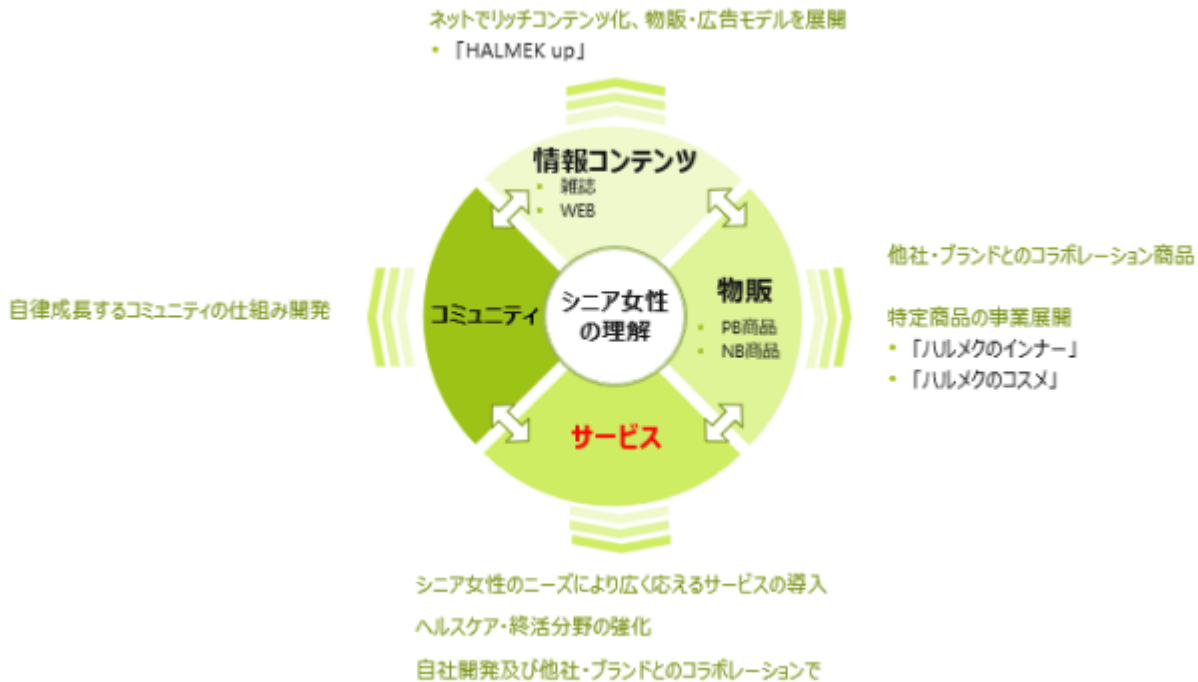 ネットでリッチコンテンツ化、物販・広告モデルを展開
• 「HALMEK up」
情報コンテンツ
• 雑誌
• WEB
他社・ブランドとのコラボレーション商品
特定商品の事業展開
• 「ハルメクのインナー」
• 「ハルメクのコスメ」
物販
• PB商品
• NB商品
シニア女性
の理解
コミュニティ
自律成長するコミュニティの仕組み開発
サービス
シニア女性のニーズにより広く応えるサービスの導入
ヘルスケア・終活分野の強化
自社開発及び他社・ブランドとのコラボレーションで